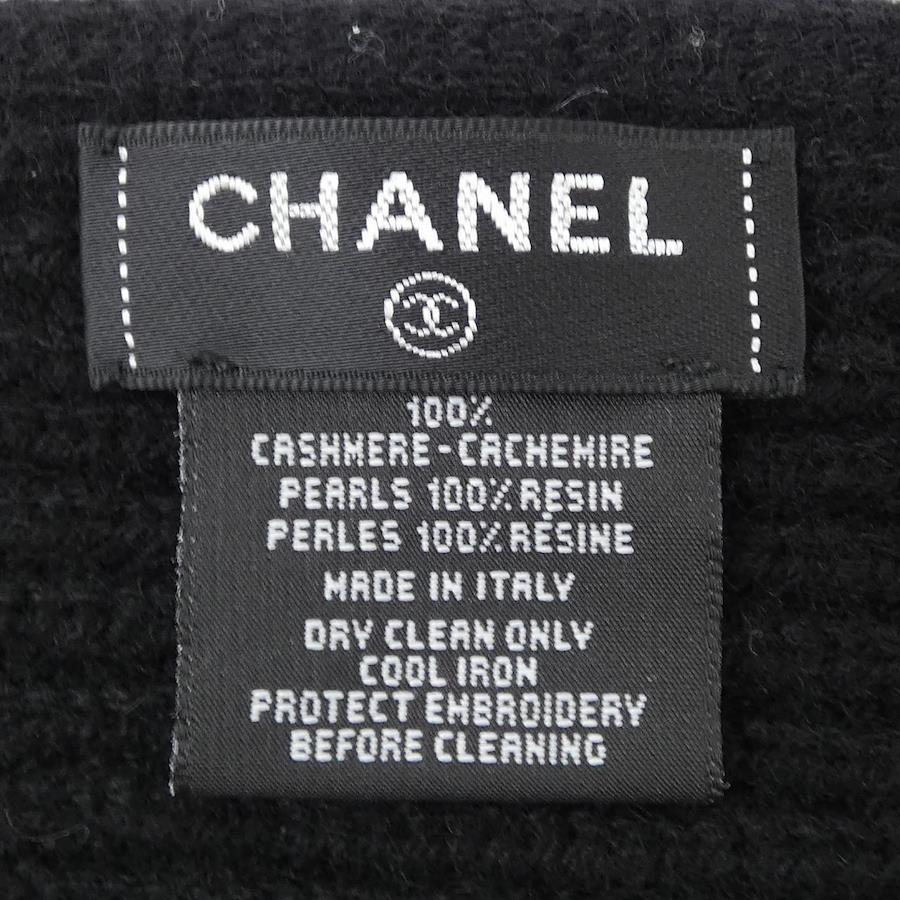 CHANEL
100%
CASHMERE-CACHEMIRE
PEARLS 100% RESIN
PERLES 100% RÉSINE
MADE IN ITALY
DRY CLEAN ONLY
COOL IRON
PROTECT EMBROIDERY
BEFORE CLEANING